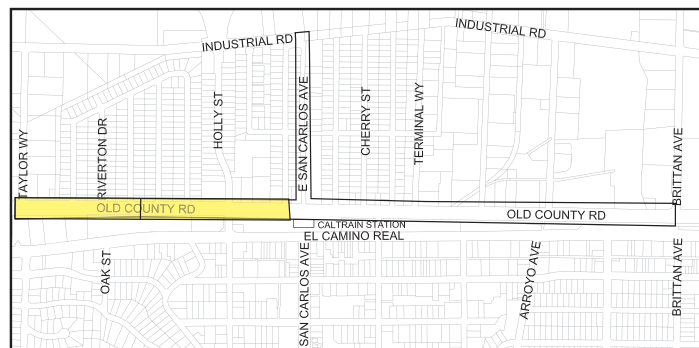 INDUSTRIAL RD
INDUSTRIAL RD
TAYLOR WY
RIVERTON DR
HOLLY ST
E SAN CARLOS AVE
CHERRY ST
TERMINAL WY
BRITTAN AVE
OLD COUNTY RD
OLD COUNTY RD
CALTRAIN STATION
EL CAMINO REAL
OAK ST
SAN CARLOS AVE
ARROYO AVE
BRITTAN AVE